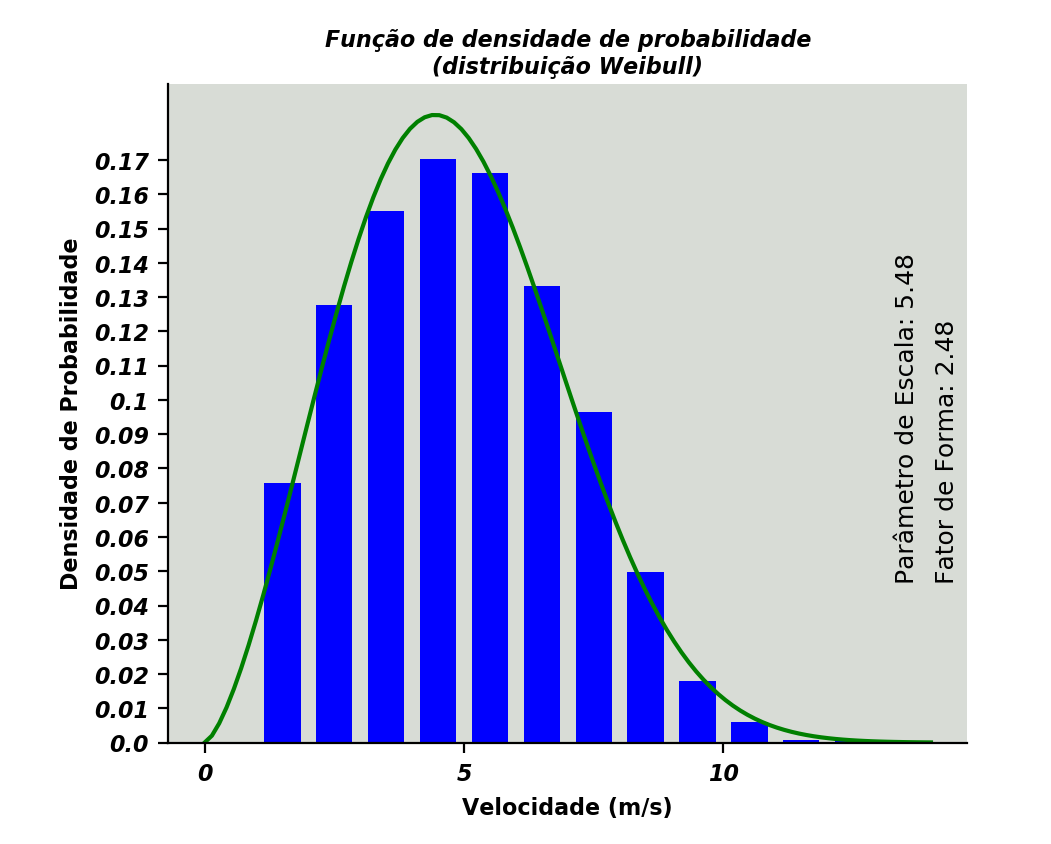 Função de densidade de probabilidade
(distribuição Weibull)
Densidade de Probabilidade
0.17
0.16
0.15
0.14
0.13
0.12
0.11
0.1
0.09
0.08
0.07
0.06
0.05
0.04
0.03
0.02
0.01
0.0
0 5 10
Velocidade (m/s)
Parâmetro de Escala: 5.48
Fator de Forma: 2.48